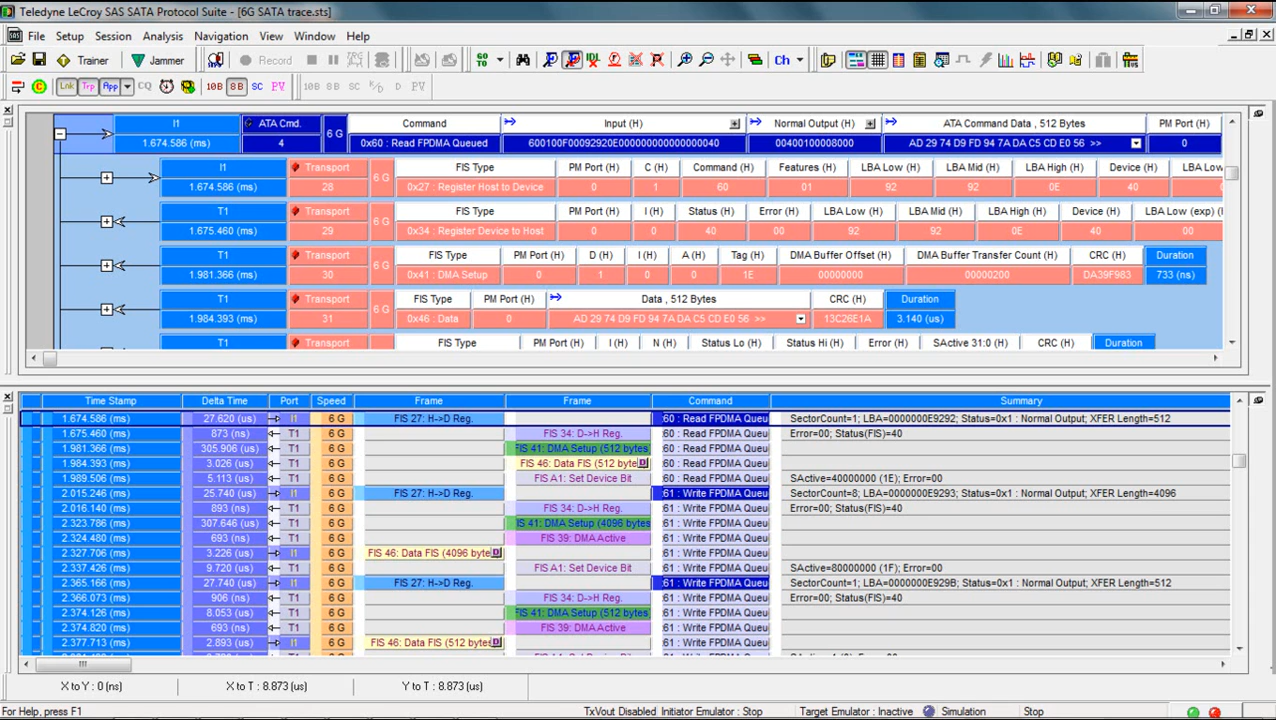 Teledyne LeCroy SAS SATA Protocol Suite - [6G SATA trace.sts]
File Setup Session Analysis Navigation View Window Help
Trainer Jammer Record GO TO IDL Ch
Lnk Trp App CQ 10B 8B SC PV 10B 8B SC K D PV
I1 ATA Cmd. 6 G Command Input (H) Normal Output (H) ATA Command Data , 512 Bytes PM Port (H)
1.674.586 (ms) 4 0x60 : Read FPDMA Queued 600100F00092920E0000000000000040 00400100008000 AD 29 74 D9 FD 94 7A DA C5 CD E0 56 >> 0
I1 Transport 6 G FIS Type PM Port (H) C (H) Command (H) Features (H) LBA Low (H) LBA Mid (H) LBA High (H) Device (H) LBA Low
1.674.586 (ms) 28 0x27 : Register Host to Device 0 1 60 01 92 92 0E 40
T1 Transport 6 G FIS Type PM Port (H) I (H) Status (H) Error (H) LBA Low (H) LBA Mid (H) LBA High (H) Device (H) LBA Low (exp) (H)
1.675.460 (ms) 29 0x34 : Register Device to Host 0 0 40 00 92 92 0E 40 00
T1 Transport 6 G FIS Type PM Port (H) D (H) I (H) A (H) Tag (H) DMA Buffer Offset (H) DMA Buffer Transfer Count (H) CRC (H) Duration
1.981.366 (ms) 30 0x41 : DMA Setup 0 1 0 0 1E 00000000 00000200 DA39F983 733 (ns)
T1 Transport 6 G FIS Type PM Port (H) Data , 512 Bytes CRC (H) Duration
1.984.393 (ms) 31 0x46 : Data 0 AD 29 74 D9 FD 94 7A DA C5 CD E0 56 >> 13C26E1A 3.140 (us)
T1 Transport FIS Type PM Port (H) I (H) N (H) Status Lo (H) Status Hi (H) Error (H) SActive 31:0 (H) CRC (H) Duration
Time Stamp Delta Time Port Speed Frame Frame Command Summary
1.674.586 (ms) 27.620 (us) I1 6 G FIS 27: H->D Reg. 60 : Read FPDMA Queu SectorCount=1; LBA=0000000E9292; Status=0x1 : Normal Output; XFER Length=512
1.675.460 (ms) 873 (ns) T1 6 G FIS 34: D->H Reg. 60 : Read FPDMA Queu Error=00; Status(FIS)=40
1.981.366 (ms) 305.906 (us) T1 6 G FIS 41: DMA Setup (512 bytes 60 : Read FPDMA Queu
1.984.393 (ms) 3.026 (us) T1 6 G FIS 46: Data FIS (512 byte D 60 : Read FPDMA Queu
1.989.506 (ms) 5.113 (us) T1 6 G FIS A1: Set Device Bit 60 : Read FPDMA Queu SActive=40000000 (1E), Error=00
2.015.246 (ms) 25.740 (us) I1 6 G FIS 27: H->D Reg. 61 : Write FPDMA Queu SectorCount=8; LBA=0000000E9293; Status=0x1 : Normal Output; XFER Length=4096
2.016.140 (ms) 893 (ns) T1 6 G FIS 34: D->H Reg. 61 : Write FPDMA Queu Error=00; Status(FIS)=40
2.323.786 (ms) 307.646 (us) T1 6 G IS 41: DMA Setup (4096 bytes 61 : Write FPDMA Queu
2.324.480 (ms) 693 (ns) T1 6 G FIS 39: DMA Active 61 : Write FPDMA Queu
2.327.706 (ms) 3.226 (us) I1 6 G FIS 46: Data FIS (4096 byte D 61 : Write FPDMA Queu
2.337.426 (ms) 9.720 (us) T1 6 G FIS A1: Set Device Bit 61 : Write FPDMA Queu SActive=80000000 (1F), Error=00
2.365.166 (ms) 27.740 (us) I1 6 G FIS 27: H->D Reg. 61 : Write FPDMA Queu SectorCount=1; LBA=0000000E929B; Status=0x1 : Normal Output; XFER Length=512
2.366.073 (ms) 906 (ns) T1 6 G FIS 34: D->H Reg. 61 : Write FPDMA Queu Error=00; Status(FIS)=40
2.374.126 (ms) 8.053 (us) T1 6 G FIS 41: DMA Setup (512 bytes 61 : Write FPDMA Queu
2.374.820 (ms) 693 (ns) T1 6 G FIS 39: DMA Active 61 : Write FPDMA Queu
2.377.713 (ms) 2.893 (us) I1 6 G FIS 46: Data FIS (512 byte D 61 : Write FPDMA Queu
X to Y : 0 (ns) X to T : 8.873 (us) Y to T : 8.873 (us)
For Help, press F1 TxVout Disabled Initiator Emulator : Stop Target Emulator : Inactive Simulation Stop